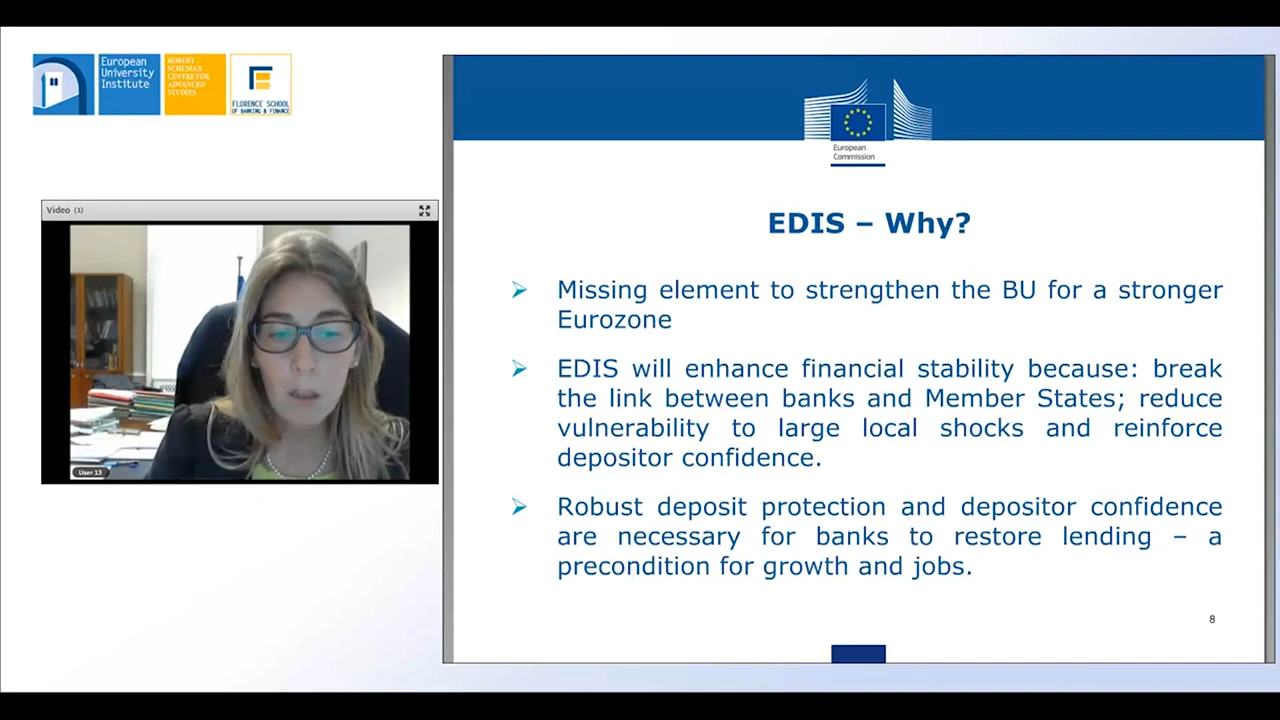 European
University
Institute
ROBERT
SCHUMAN
CENTRE FOR
ADVANCED
STUDIES
FLORENCE SCHOOL
OF BANKING & FINANCE
Video (1)
User 13
European
Commission
EDIS – Why?
Missing element to strengthen the BU for a stronger
Eurozone
EDIS will enhance financial stability because: break
the link between banks and Member States; reduce
vulnerability to large local shocks and reinforce
depositor confidence.
Robust deposit protection and depositor confidence
are necessary for banks to restore lending – a
precondition for growth and jobs.
8